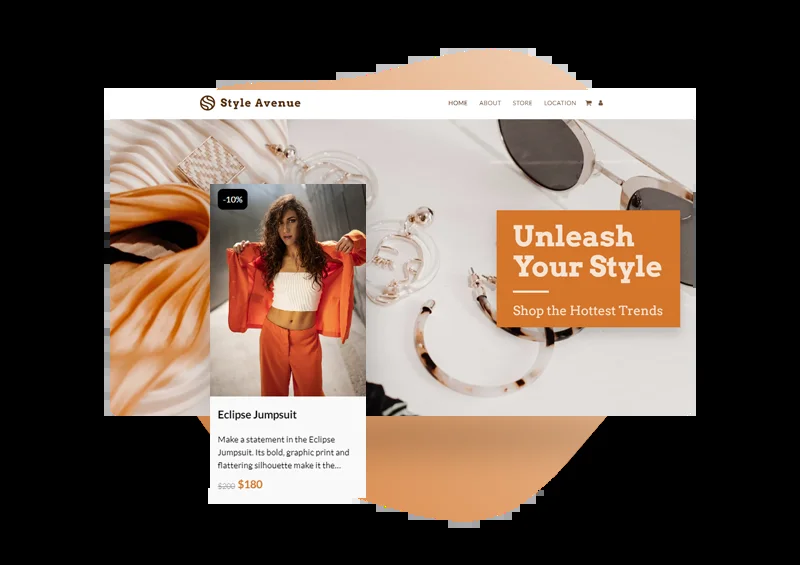 Style Avenue
HOME ABOUT STORE LOCATION
-10%
Unleash
Your Style
Shop the Hottest Trends
Eclipse Jumpsuit
Make a statement in the Eclipse
Jumpsuit. Its bold, graphic print and
flattering silhouette make it the...
$200 $180